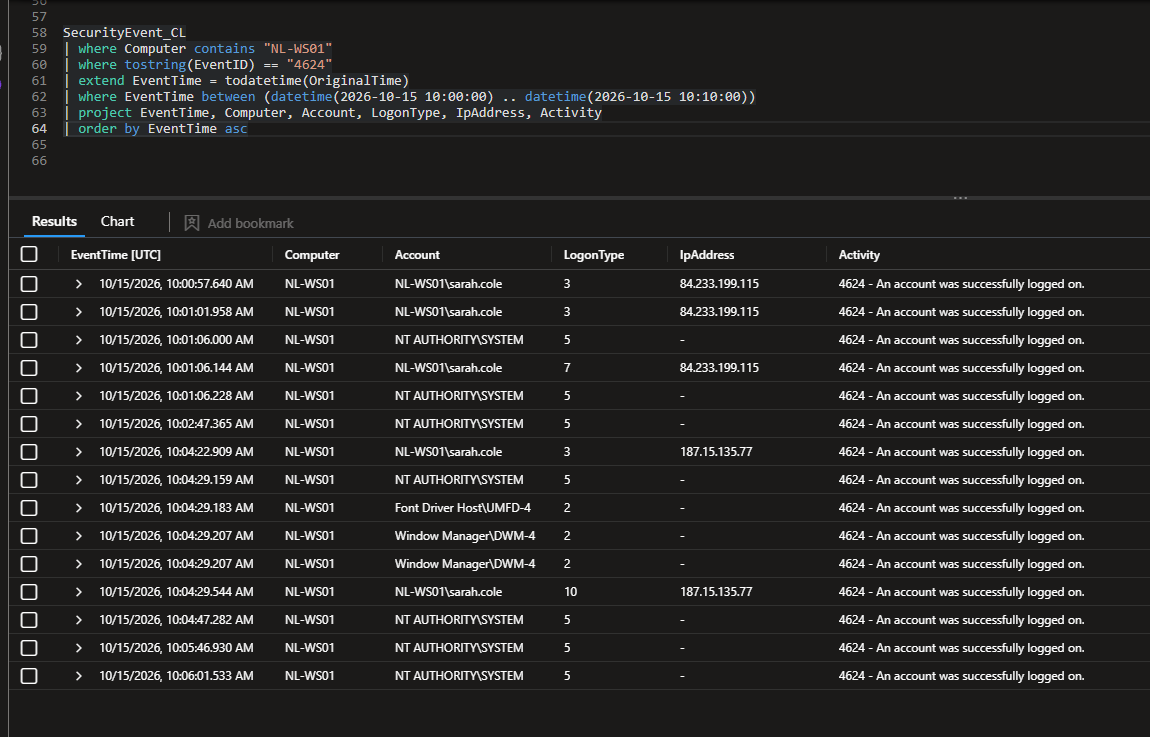 56
57
58 SecurityEvent_CL
59 | where Computer contains "NL-WS01"
60 | where tostring(EventID) == "4624"
61 | extend EventTime = todatetime(OriginalTime)
62 | where EventTime between (datetime(2026-10-15 10:00:00) .. datetime(2026-10-15 10:10:00))
63 | project EventTime, Computer, Account, LogonType, IpAddress, Activity
64 | order by EventTime asc
65
66
Results Chart Add bookmark
EventTime [UTC] Computer Account LogonType IpAddress Activity
10/15/2026, 10:00:57.640 AM NL-WS01 NL-WS01\sarah.cole 3 84.233.199.115 4624 - An account was successfully logged on.
10/15/2026, 10:01:01.958 AM NL-WS01 NL-WS01\sarah.cole 3 84.233.199.115 4624 - An account was successfully logged on.
10/15/2026, 10:01:06.000 AM NL-WS01 NT AUTHORITY\SYSTEM 5 - 4624 - An account was successfully logged on.
10/15/2026, 10:01:06.144 AM NL-WS01 NL-WS01\sarah.cole 7 84.233.199.115 4624 - An account was successfully logged on.
10/15/2026, 10:01:06.228 AM NL-WS01 NT AUTHORITY\SYSTEM 5 - 4624 - An account was successfully logged on.
10/15/2026, 10:02:47.365 AM NL-WS01 NT AUTHORITY\SYSTEM 5 - 4624 - An account was successfully logged on.
10/15/2026, 10:04:22.909 AM NL-WS01 NL-WS01\sarah.cole 3 187.15.135.77 4624 - An account was successfully logged on.
10/15/2026, 10:04:29.159 AM NL-WS01 NT AUTHORITY\SYSTEM 5 - 4624 - An account was successfully logged on.
10/15/2026, 10:04:29.183 AM NL-WS01 Font Driver Host\UMFD-4 2 - 4624 - An account was successfully logged on.
10/15/2026, 10:04:29.207 AM NL-WS01 Window Manager\DWM-4 2 - 4624 - An account was successfully logged on.
10/15/2026, 10:04:29.207 AM NL-WS01 Window Manager\DWM-4 2 - 4624 - An account was successfully logged on.
10/15/2026, 10:04:29.544 AM NL-WS01 NL-WS01\sarah.cole 10 187.15.135.77 4624 - An account was successfully logged on.
10/15/2026, 10:04:47.282 AM NL-WS01 NT AUTHORITY\SYSTEM 5 - 4624 - An account was successfully logged on.
10/15/2026, 10:05:46.930 AM NL-WS01 NT AUTHORITY\SYSTEM 5 - 4624 - An account was successfully logged on.
10/15/2026, 10:06:01.533 AM NL-WS01 NT AUTHORITY\SYSTEM 5 - 4624 - An account was successfully logged on.